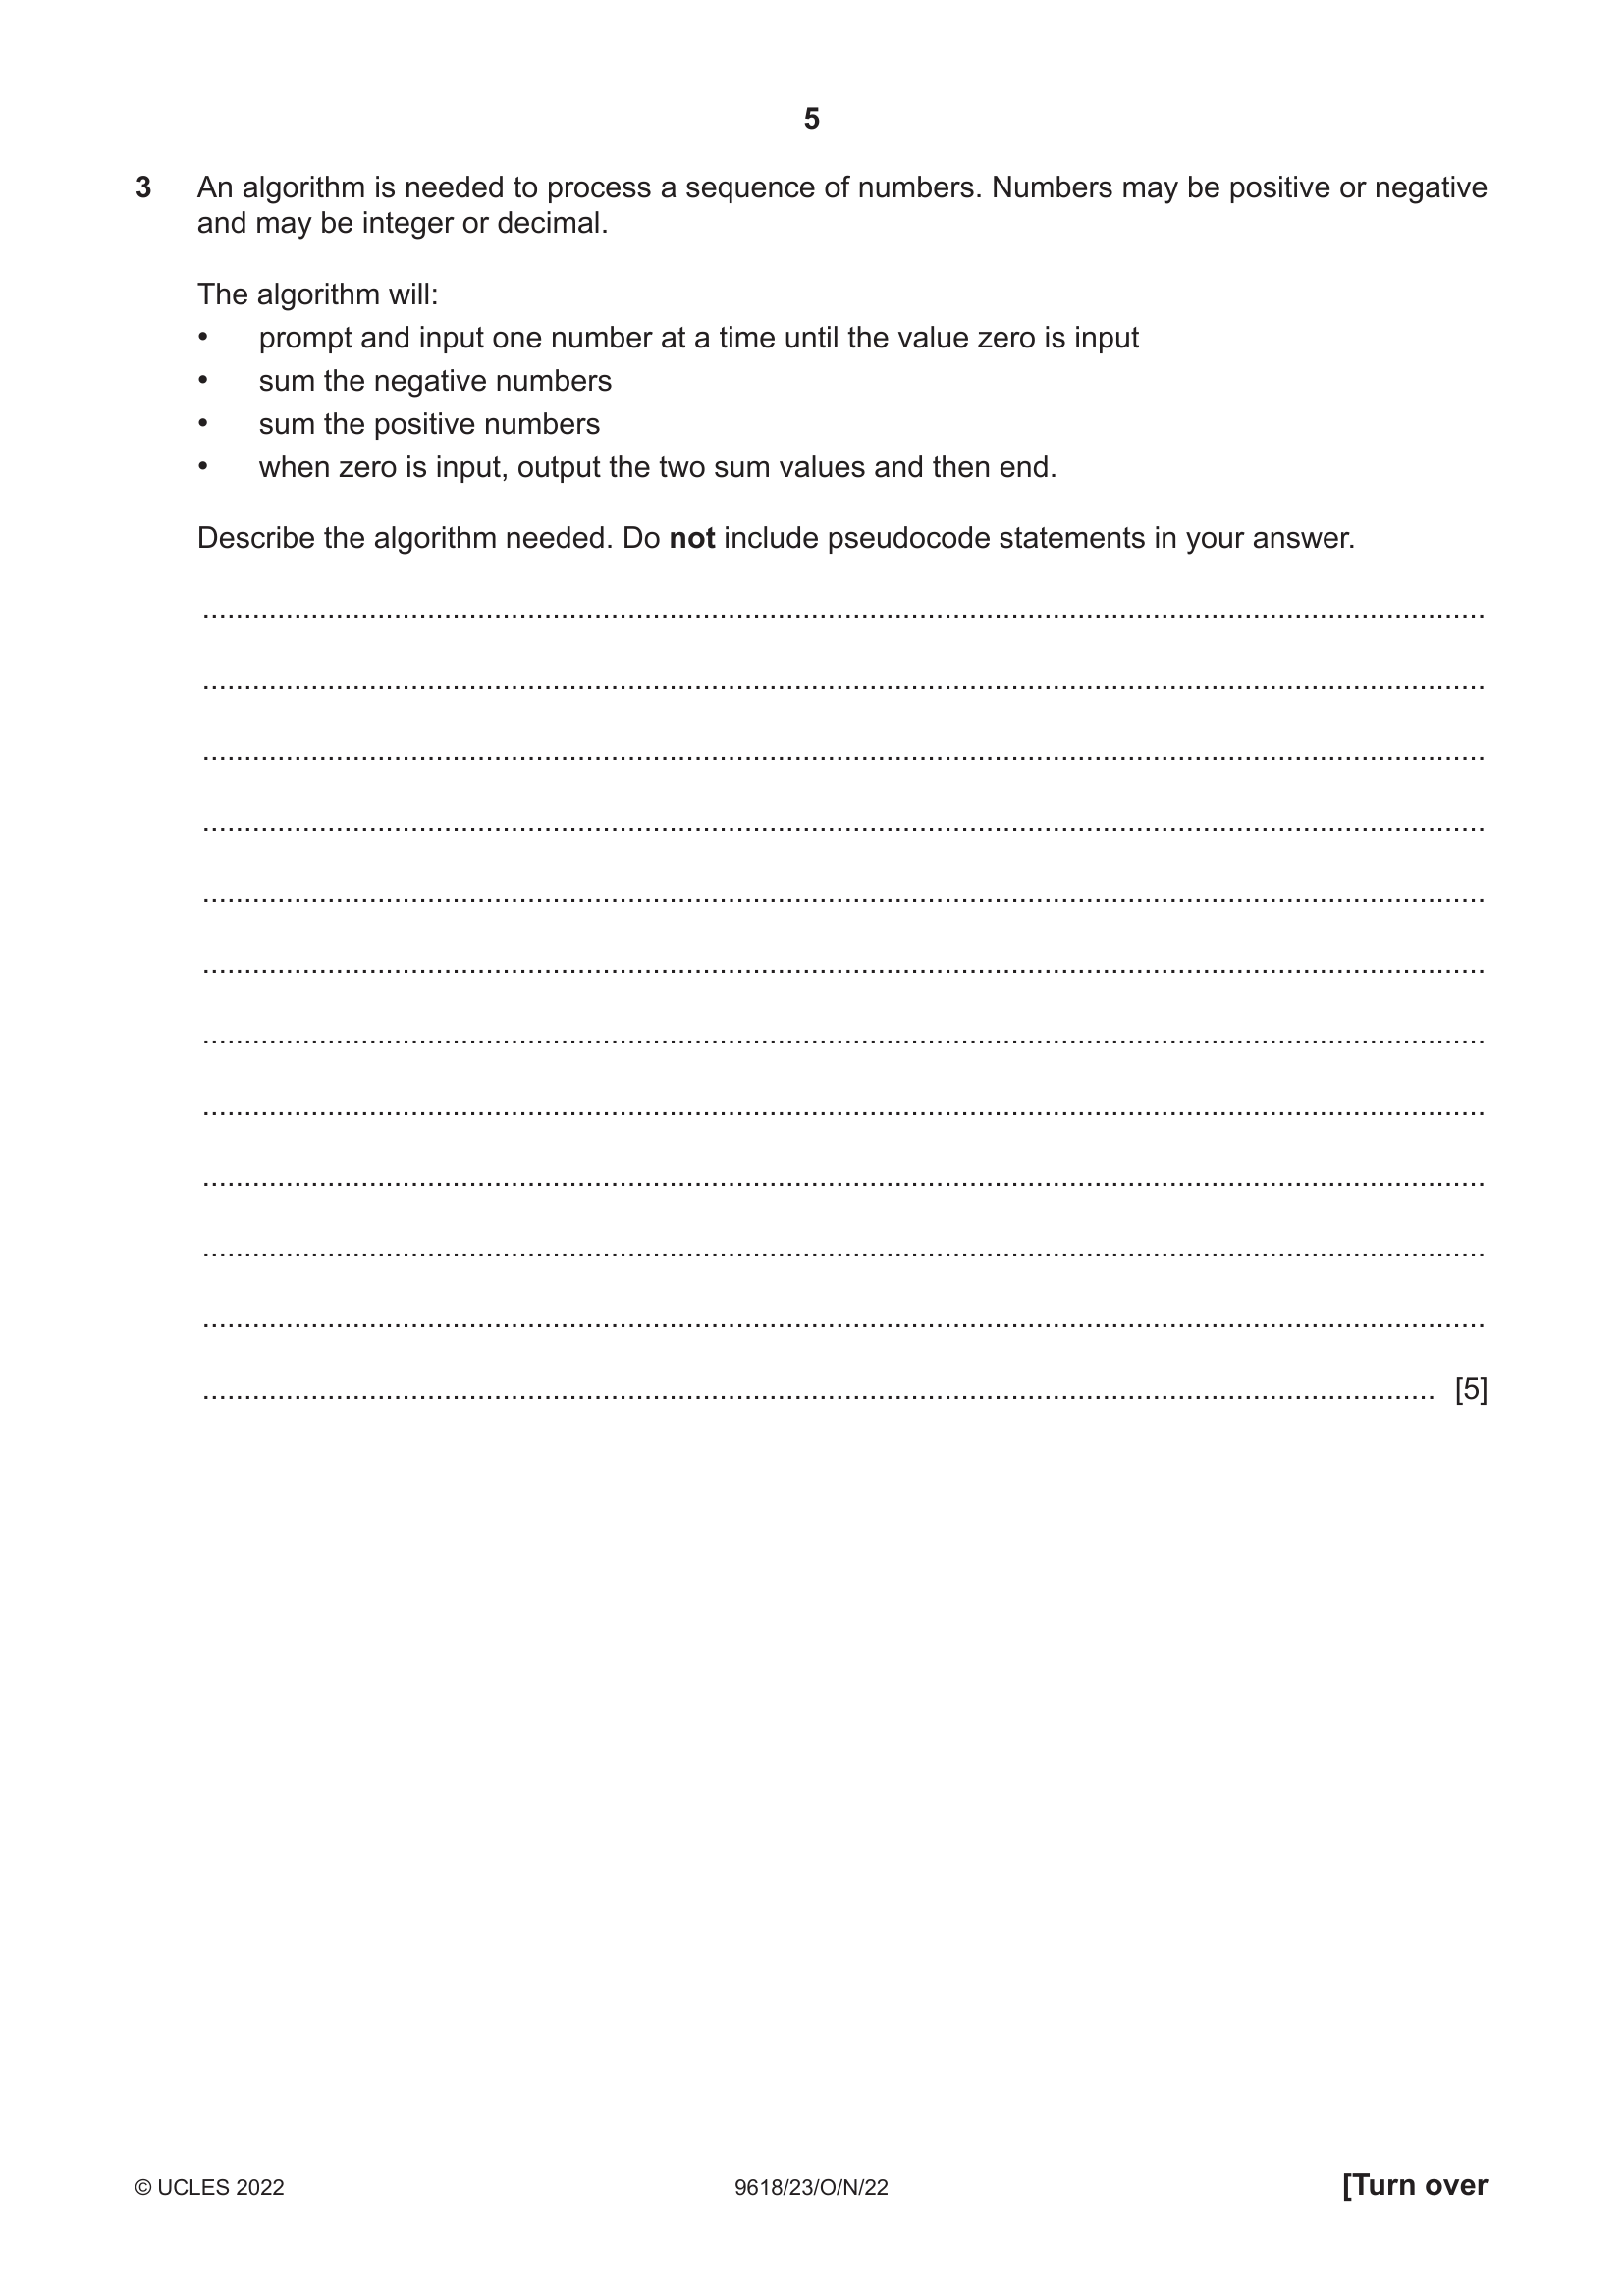 5
3 An algorithm is needed to process a sequence of numbers. Numbers may be positive or negative
and may be integer or decimal.
The algorithm will:
• prompt and input one number at a time until the value zero is input
• sum the negative numbers
• sum the positive numbers
• when zero is input, output the two sum values and then end.
Describe the algorithm needed. Do not include pseudocode statements in your answer.
[5]
© UCLES 2022 9618/23/O/N/22 [Turn over